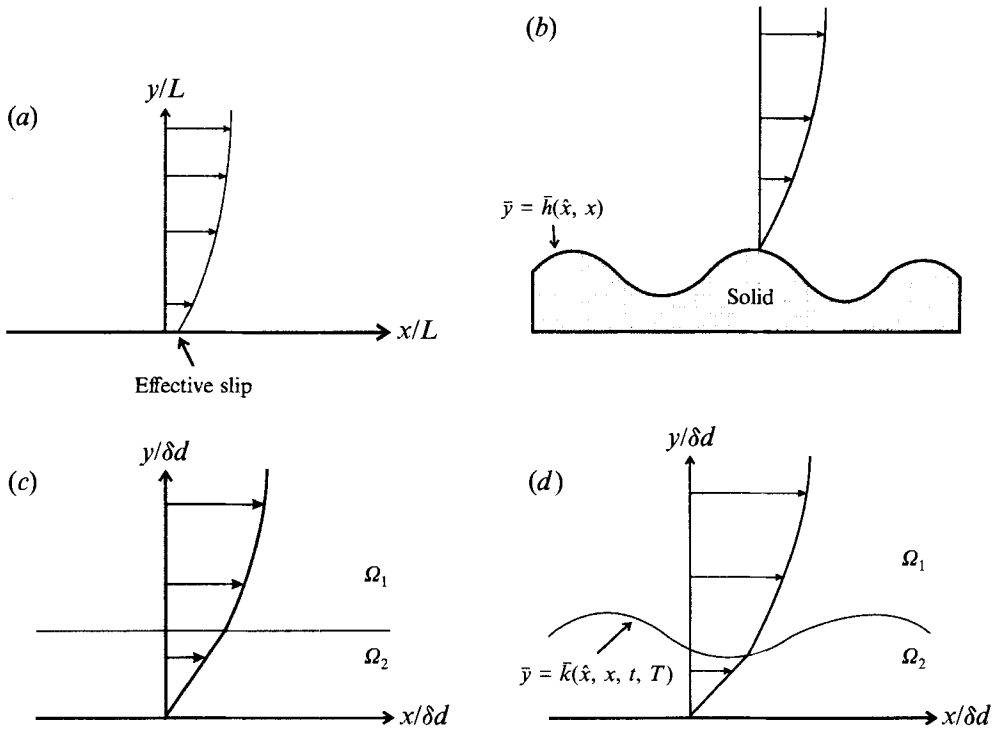 (a)
y/L
x/L
Effective slip
(b)
ȳ = h̄(x̂, x)
Solid
(c)
y/δd
Ω₁
Ω₂
x/δd
(d)
y/δd
Ω₁
ȳ = k̄(x̂, x, t, T)
Ω₂
x/δd